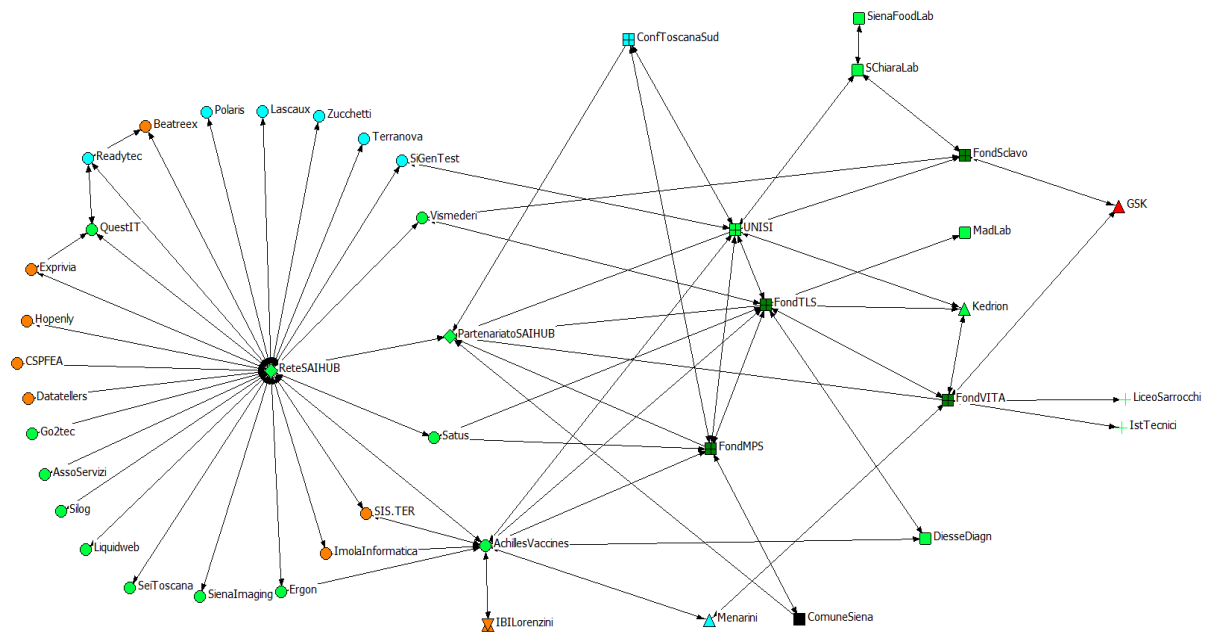 SienaFoodLab
ConfToscanaSud
SChiaraLab
Polaris
Lascaux
Zucchetti
Beatreex
Terranova
Readytec
SiGenTest
FondSclavo
GSK
Vismederi
UNISI
QuestIT
MadLab
Exprivia
FondTLS
Kedrion
Hopenly
PartenariatoSAIHUB
CSPFEA
ReteSAIHUB
Datatellers
FondVITA
LiceoSarrocchi
IstTecnici
Go2tec
Satus
FondMPS
AssoServizi
Silog
SIS.TER
DiesseDiagn
AchillesVaccines
Liquidweb
ImolaInformatica
SeiToscana
SienaImaging
Ergon
IBILorenzini
Menarini
ComuneSiena